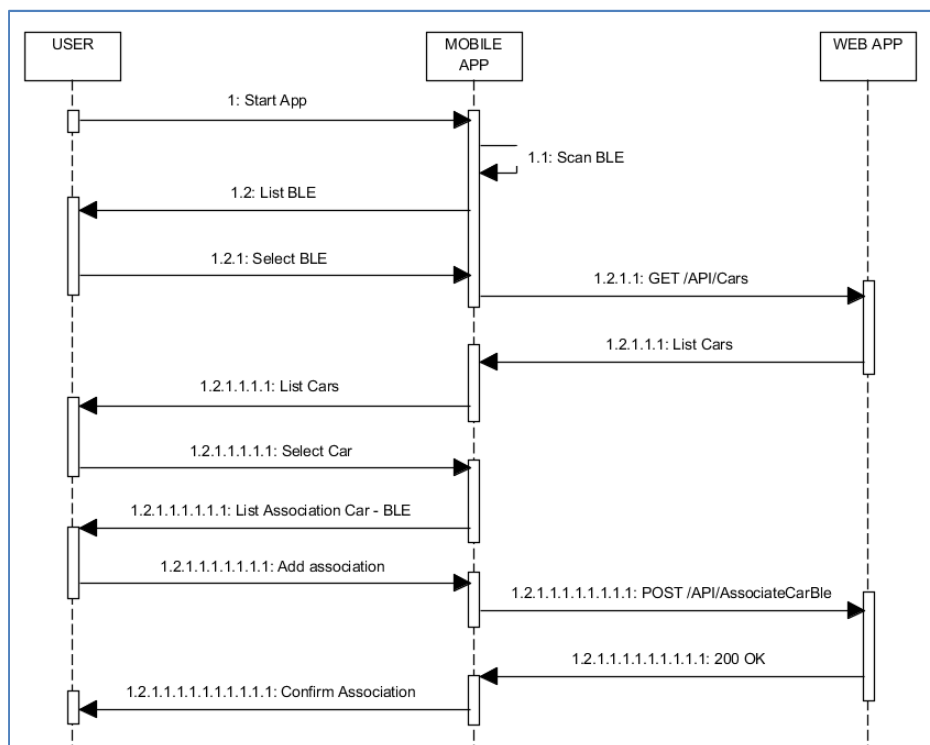 USER
MOBILE
APP
WEB APP
1: Start App
1.1: Scan BLE
1.2: List BLE
1.2.1: Select BLE
1.2.1.1: GET /API/Cars
1.2.1.1.1: List Cars
1.2.1.1.1.1: List Cars
1.2.1.1.1.1.1: Select Car
1.2.1.1.1.1.1.1: List Association Car - BLE
1.2.1.1.1.1.1.1.1: Add association
1.2.1.1.1.1.1.1.1.1: POST /API/AssociateCarBle
1.2.1.1.1.1.1.1.1.1.1: 200 OK
1.2.1.1.1.1.1.1.1.1.1.1: Confirm Association